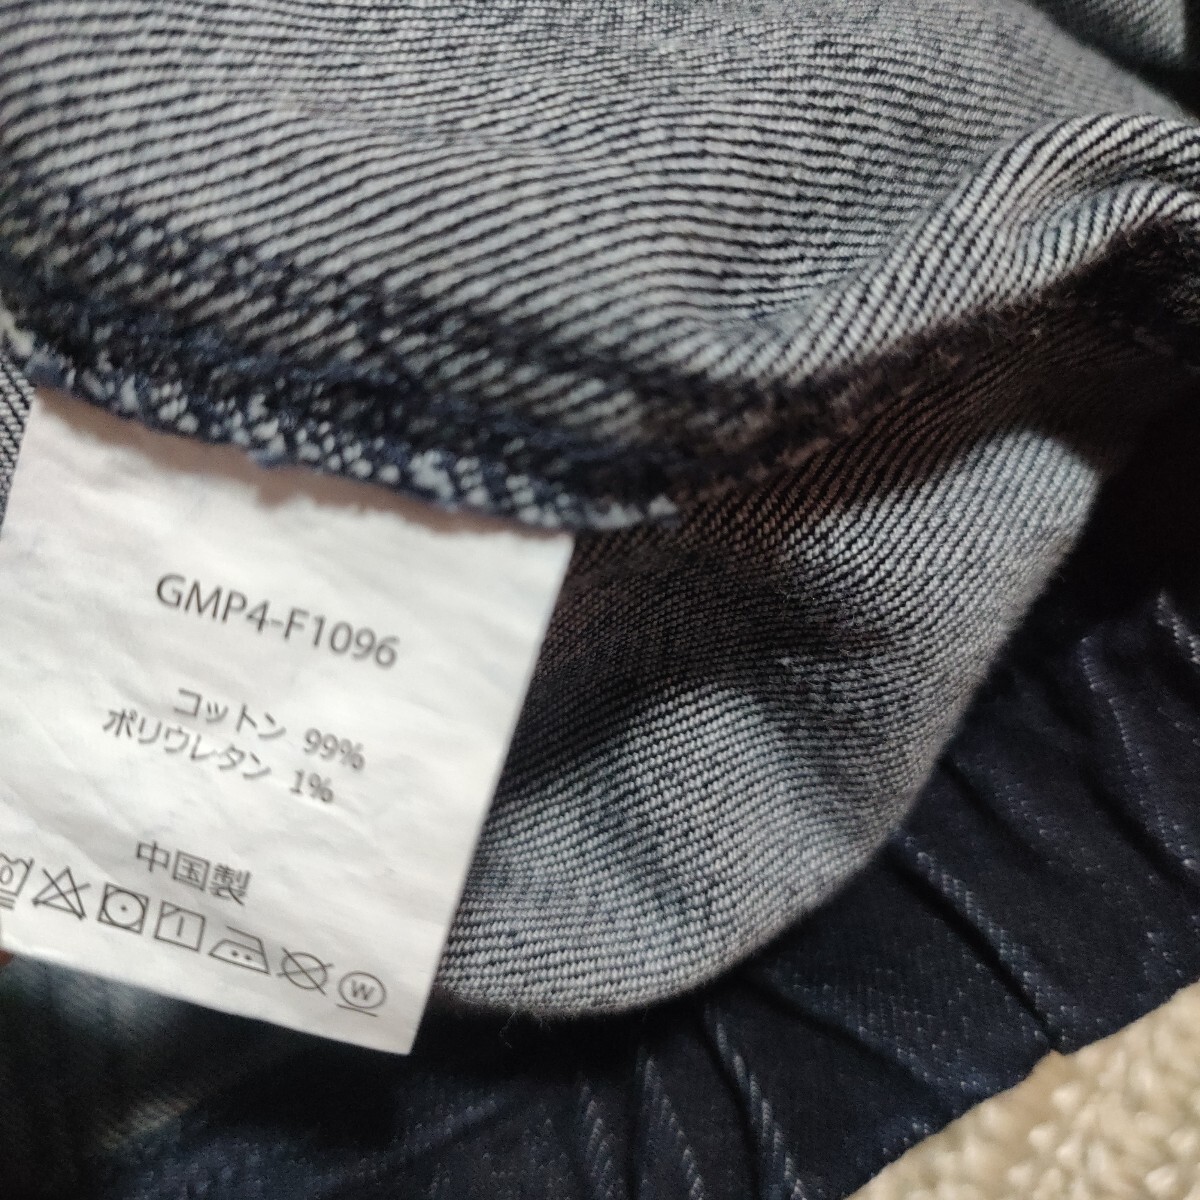 GMP4-F1096
コットン 99%
ポリウレタン 1%
中国製
W